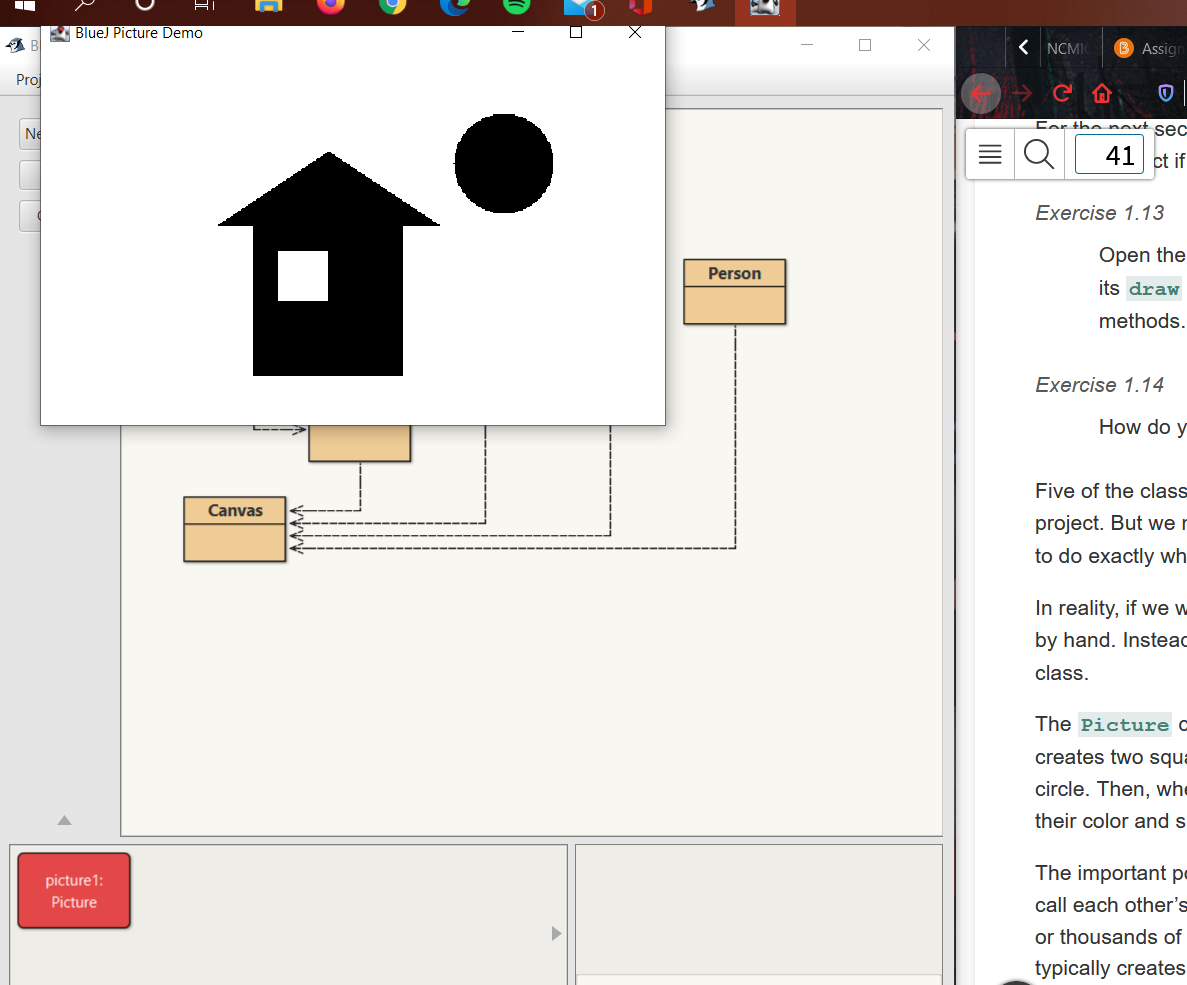 1
BlueJ Picture Demo
B
Proj
Ne
Person
Canvas
picture1:
Picture
NCMI
Assign
For the next sec
41
ct if
Exercise 1.13
Open the
its draw
methods.
Exercise 1.14
How do y
Five of the class
project. But we
to do exactly wh
In reality, if we w
by hand. Instead
class.
The Picture c
creates two squa
circle. Then, whe
their color and s
The important po
call each other's
or thousands of
typically creates